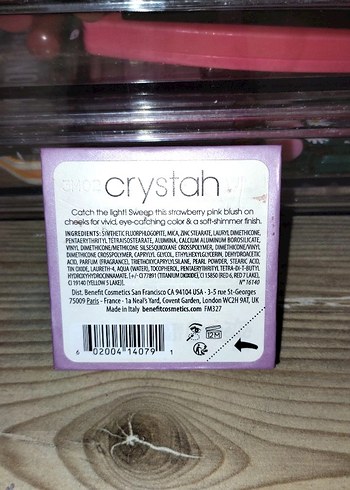 crystah
Catch the light! Sweep this strawberry pink blush on
cheeks for vivid, eye-catching color & a soft-shimmer finish.
INGREDIENTS: SYNTHETIC FLUORPHLOGOPITE, MICA, ZINC STEARATE, LAURYL DIMETHICONE,
PENTAERYTHRITYL TETRAISOSTEARATE, ALUMINA, CALCIUM ALUMINUM BOROSILICATE,
VINYL DIMETHICONE/METHICONE SILSESQUIOXANE CROSSPOLYMER, DIMETHICONE/VINYL
DIMETHICONE CROSSPOLYMER, CAPRYLYL GLYCOL, ETHYLHEXYLGLYCERIN, DEHYDROACETIC
ACID, PARFUM (FRAGRANCE), TRIETHOXYCAPRYLYLSILANE, PEARL POWDER, STEARIC ACID,
TIN OXIDE, LAURETH-4, AQUA (WATER), TOCOPHEROL, PENTAERYTHRITYL TETRA-DI-T-BUTYL
HYDROXYHYDROCINNAMATE, [+/- CI 77891 (TITANIUM DIOXIDE), CI 15850 (RED 6, RED 7 LAKE),
CI 19140 (YELLOW 5 LAKE)]. N° 16140
Dist. Benefit Cosmetics San Francisco CA 94105 USA · 3-5 rue St-Georges
75009 Paris - France · 1a Neal's Yard, Covent Garden, London WC2H 9AT, UK
Made in Italy benefitcosmetics.com FM327
12M
6 02004 14079 1